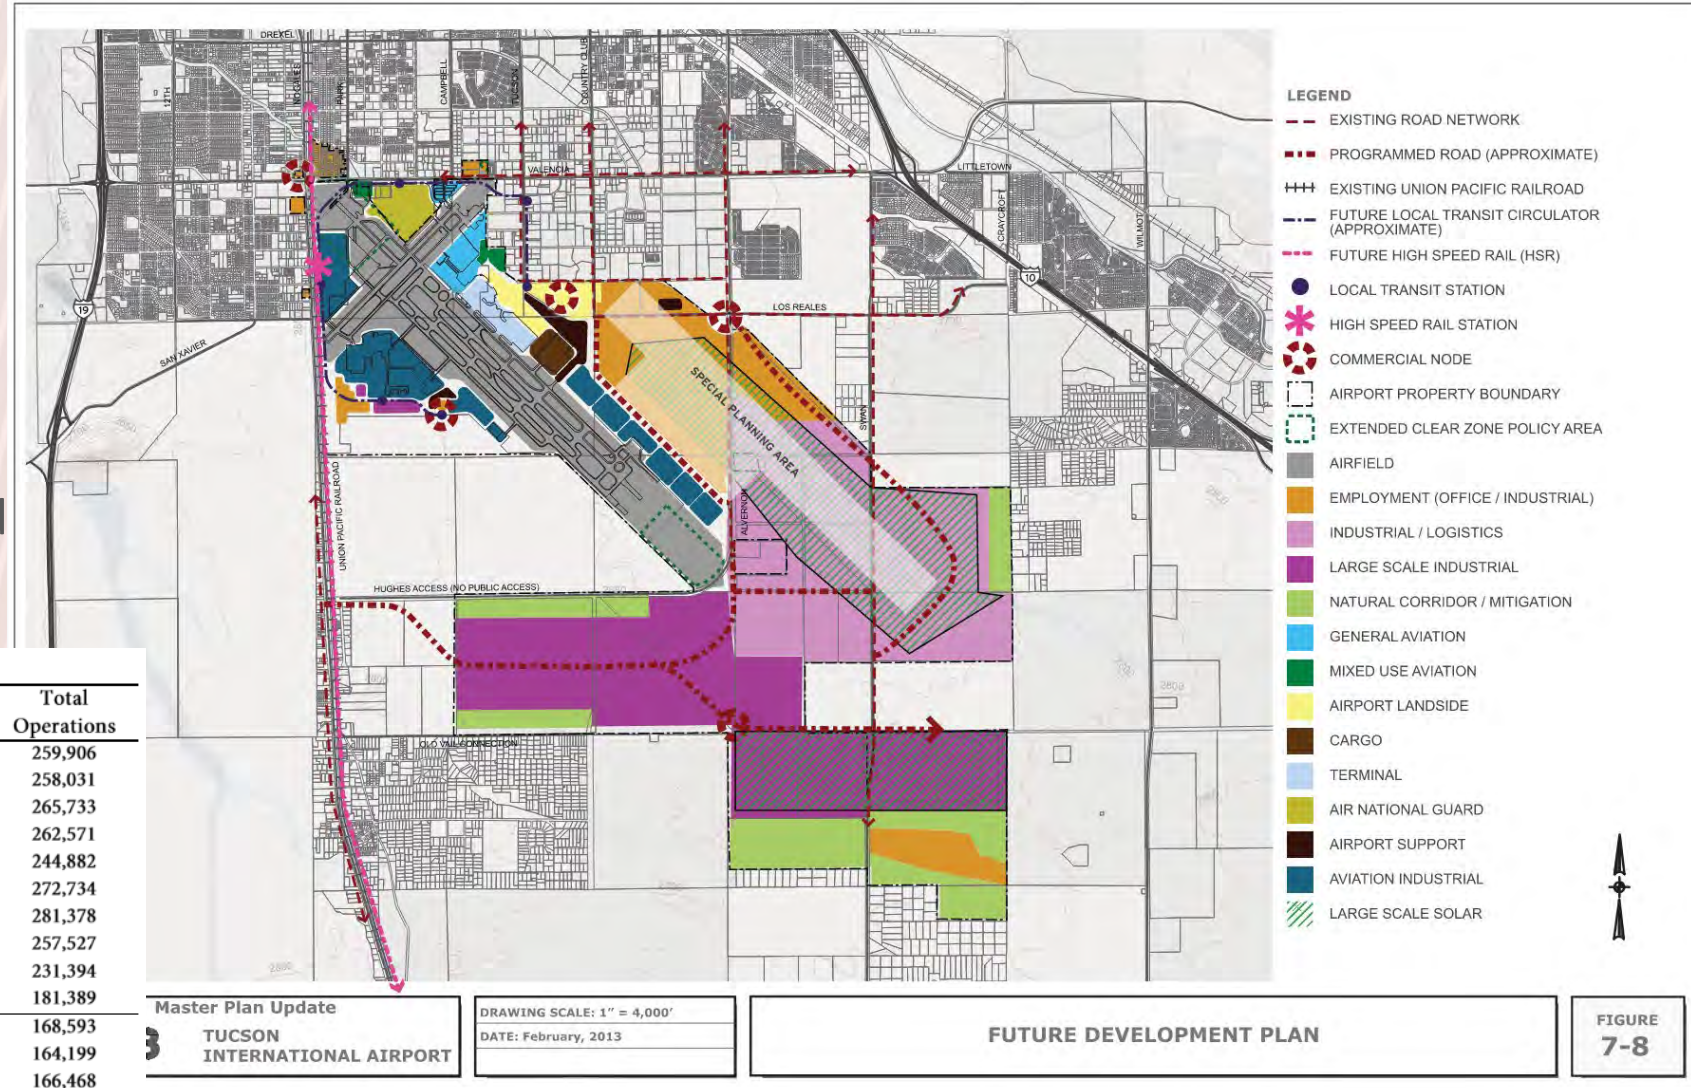 DREXEL
12TH
NOGALES
PARK
CAMPBELL
TUCSON
COUNTRY CLUB
VALENCIA
LITTLETOWN
CRAYCROFT
WILMOT
10
19
LOS REALES
SAN XAVIER
SWAN
SPECIAL PLANNING AREA
ALVERNON
UNION PACIFIC RAILROAD
HUGHES ACCESS (NO PUBLIC ACCESS)
OLD VAIL CONNECTION
2800
LEGEND
EXISTING ROAD NETWORK
PROGRAMMED ROAD (APPROXIMATE)
EXISTING UNION PACIFIC RAILROAD
FUTURE LOCAL TRANSIT CIRCULATOR
(APPROXIMATE)
FUTURE HIGH SPEED RAIL (HSR)
LOCAL TRANSIT STATION
HIGH SPEED RAIL STATION
COMMERCIAL NODE
AIRPORT PROPERTY BOUNDARY
EXTENDED CLEAR ZONE POLICY AREA
AIRFIELD
EMPLOYMENT (OFFICE / INDUSTRIAL)
INDUSTRIAL / LOGISTICS
LARGE SCALE INDUSTRIAL
NATURAL CORRIDOR / MITIGATION
GENERAL AVIATION
MIXED USE AVIATION
AIRPORT LANDSIDE
CARGO
TERMINAL
AIR NATIONAL GUARD
AIRPORT SUPPORT
AVIATION INDUSTRIAL
LARGE SCALE SOLAR
Total
Operations
259,906
258,031
265,733
262,571
244,882
272,734
281,378
257,527
231,394
181,389
168,593
164,199
166,468
Master Plan Update
TUCSON
INTERNATIONAL AIRPORT
DRAWING SCALE: 1" = 4,000'
DATE: February, 2013
FUTURE DEVELOPMENT PLAN
FIGURE
7-8